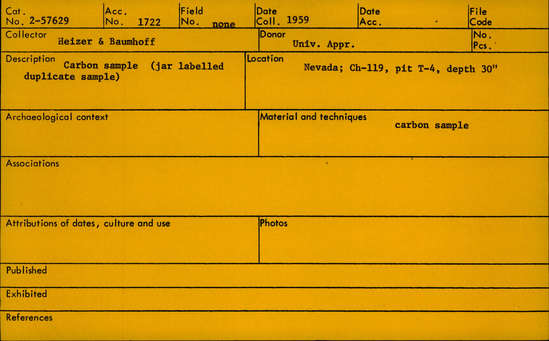 Cat. No. 2-57629 Acc. No. 1722 Field No. none Date Coll. 1959 Date Acc. File Code
Collector Heizer & Baumhoff Donor Univ. Appr. No. Pcs.
Description Carbon sample (jar labelled duplicate sample) Location Nevada; Ch-119, pit T-4, depth 30"
Archaeological context Material and techniques carbon sample
Associations
Attributions of dates, culture and use Photos
Published
Exhibited
References